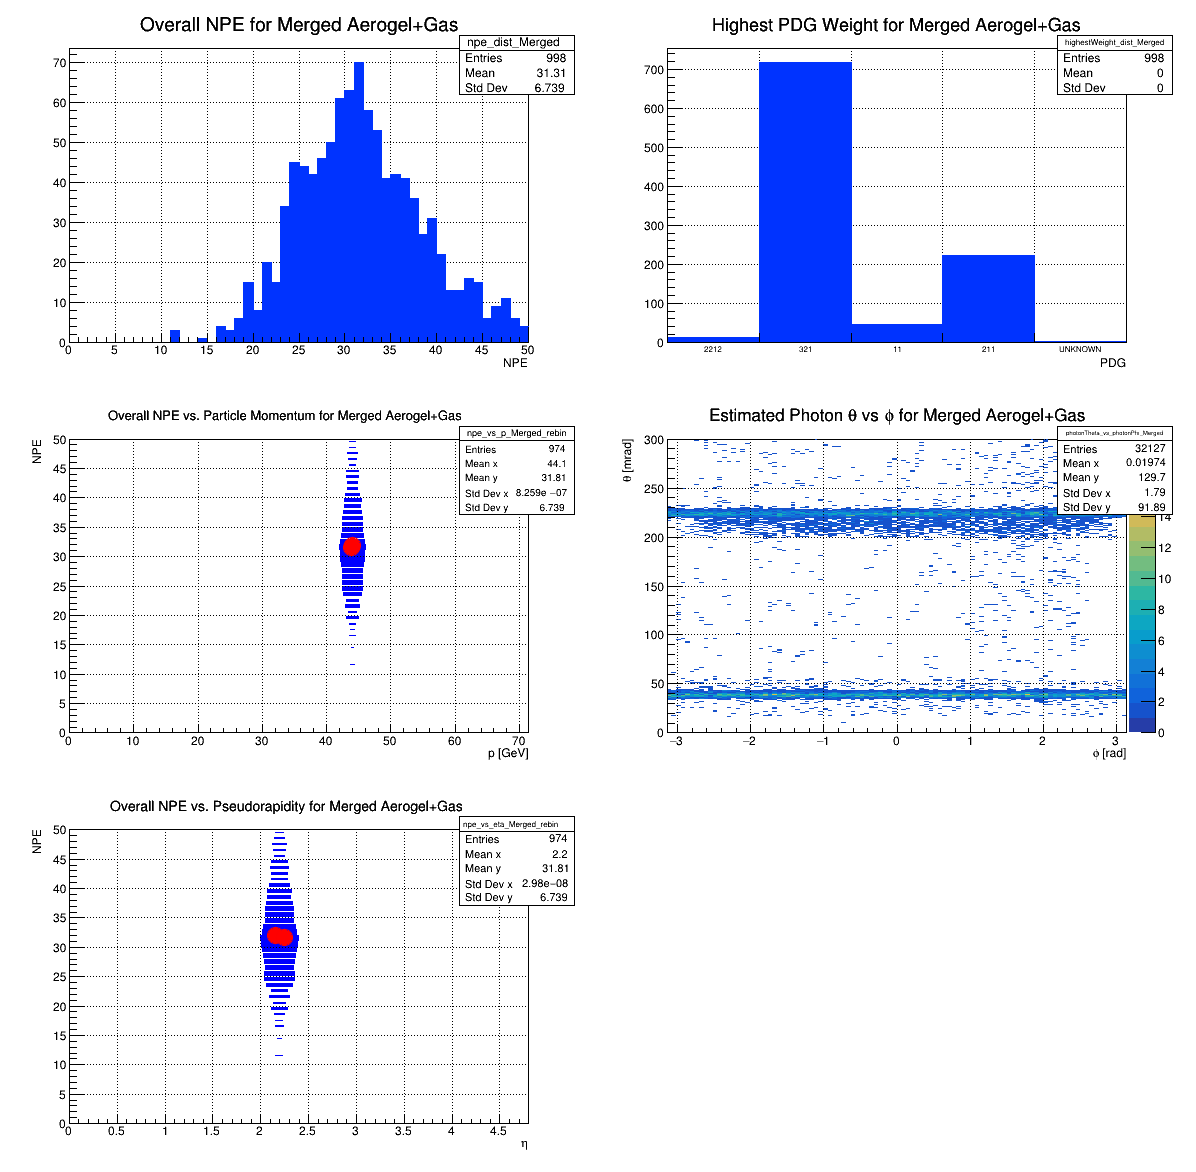 Overall NPE for Merged Aerogel+Gas
npe_dist_Merged
Entries 998
Mean 31.31
Std Dev 6.739
70
60
50
40
30
20
10
0
0 5 10 15 20 25 30 35 40 45 50
NPE
Highest PDG Weight for Merged Aerogel+Gas
highestWeight_dist_Merged
Entries 998
Mean 0
Std Dev 0
700
600
500
400
300
200
100
0
2212 321 11 211 UNKNOWN
PDG
Overall NPE vs. Particle Momentum for Merged Aerogel+Gas
npe_vs_p_Merged_rebin
Entries 974
Mean x 44.1
Mean y 31.81
Std Dev x 8.259e −07
Std Dev y 6.739
NPE
50
45
40
35
30
25
20
15
10
5
0
0 10 20 30 40 50 60 70
p [GeV]
Estimated Photon θ vs ϕ for Merged Aerogel+Gas
photonTheta_vs_photonPhi_Merged
Entries 32127
Mean x 0.01974
Mean y 129.7
Std Dev x 1.79
Std Dev y 91.89
θ [mrad]
300
250
200
150
100
50
0
−3 −2 −1 0 1 2 3
ϕ [rad]
14
12
10
8
6
4
2
0
Overall NPE vs. Pseudorapidity for Merged Aerogel+Gas
npe_vs_eta_Merged_rebin
Entries 974
Mean x 2.2
Mean y 31.81
Std Dev x 2.98e−08
Std Dev y 6.739
NPE
50
45
40
35
30
25
20
15
10
5
0
0 0.5 1 1.5 2 2.5 3 3.5 4 4.5
η